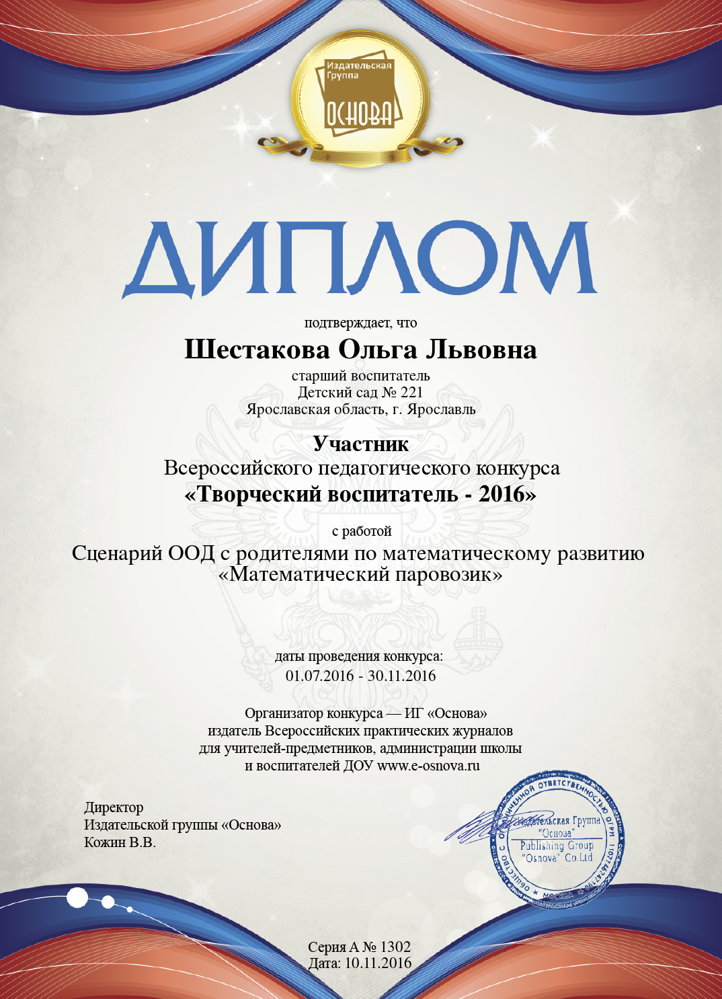 Издательская
Группа
ОСНОВА
ДИПЛОМ
подтверждает, что
Шестакова Ольга Львовна
старший воспитатель
Детский сад № 221
Ярославская область, г. Ярославль
Участник
Всероссийского педагогического конкурса
«Творческий воспитатель - 2016»
с работой
Сценарий ООД с родителями по математическому развитию
«Математический паровозик»
даты проведения конкурса:
01.07.2016 - 30.11.2016
Организатор конкурса — ИГ «Основа»
издатель Всероссийских практических журналов
для учителей-предметников, администрации школы
и воспитателей ДОУ www.e-osnova.ru
Директор
Издательской группы «Основа»
Кожин В.В.
ОБЩЕСТВО С ОГРАНИЧЕННОЙ ОТВЕТСТВЕННОСТЬЮ ОГРН 1107746247190 * МОСКВА *
"Издательская Группа
"Основа"
Publishing Group
"Osnova" Co.Ltd
Серия А № 1302
Дата: 10.11.2016